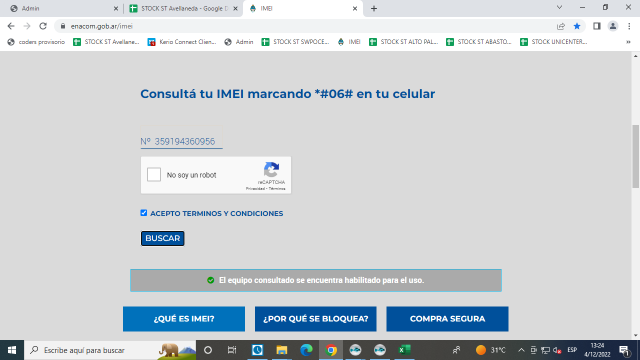 Admin
STOCK ST Avellaneda - Google
IMEI
enacom.gob.ar/imei
coders provisorio
STOCK ST Avellane...
Kerio Connect Clien...
Admin
STOCK ST SWPOCE...
IMEI
STOCK ST ALTO PAL...
STOCK ST ABASTO...
STOCK UNICENTER...
Consultá tu IMEI marcando *#06# en tu celular
Nº 359194360956
No soy un robot
reCAPTCHA
Privacidad - Términos
ACEPTO TERMINOS Y CONDICIONES
BUSCAR
El equipo consultado se encuentra habilitado para el uso.
¿QUÉ ES IMEI?
¿POR QUÉ SE BLOQUEA?
COMPRA SEGURA
Escribe aquí para buscar
31°C
ESP
13:24
4/12/2022